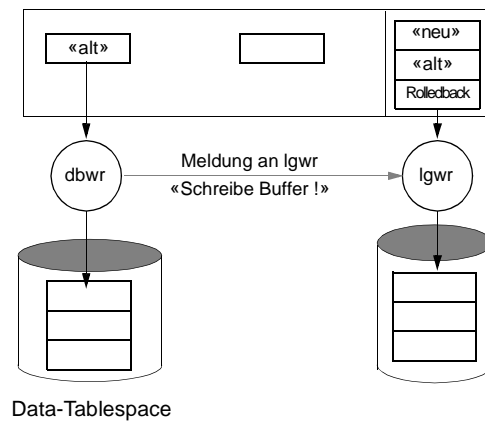 «alt»
«neu»
«alt»
Rolledback
dbwr
Meldung an lgwr
«Schreibe Buffer !»
lgwr
Data-Tablespace